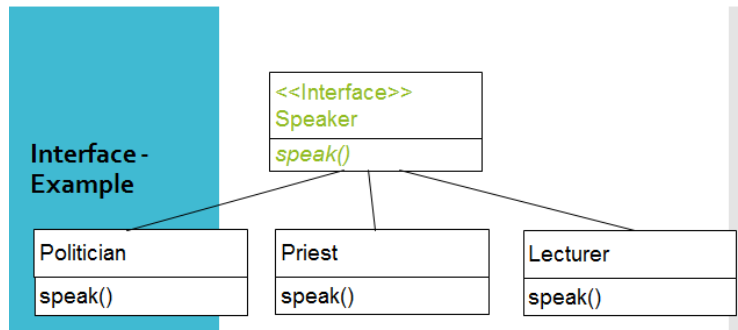 <<Interface>>
Speaker
speak()
Interface -
Example
Politician
speak()
Priest
speak()
Lecturer
speak()